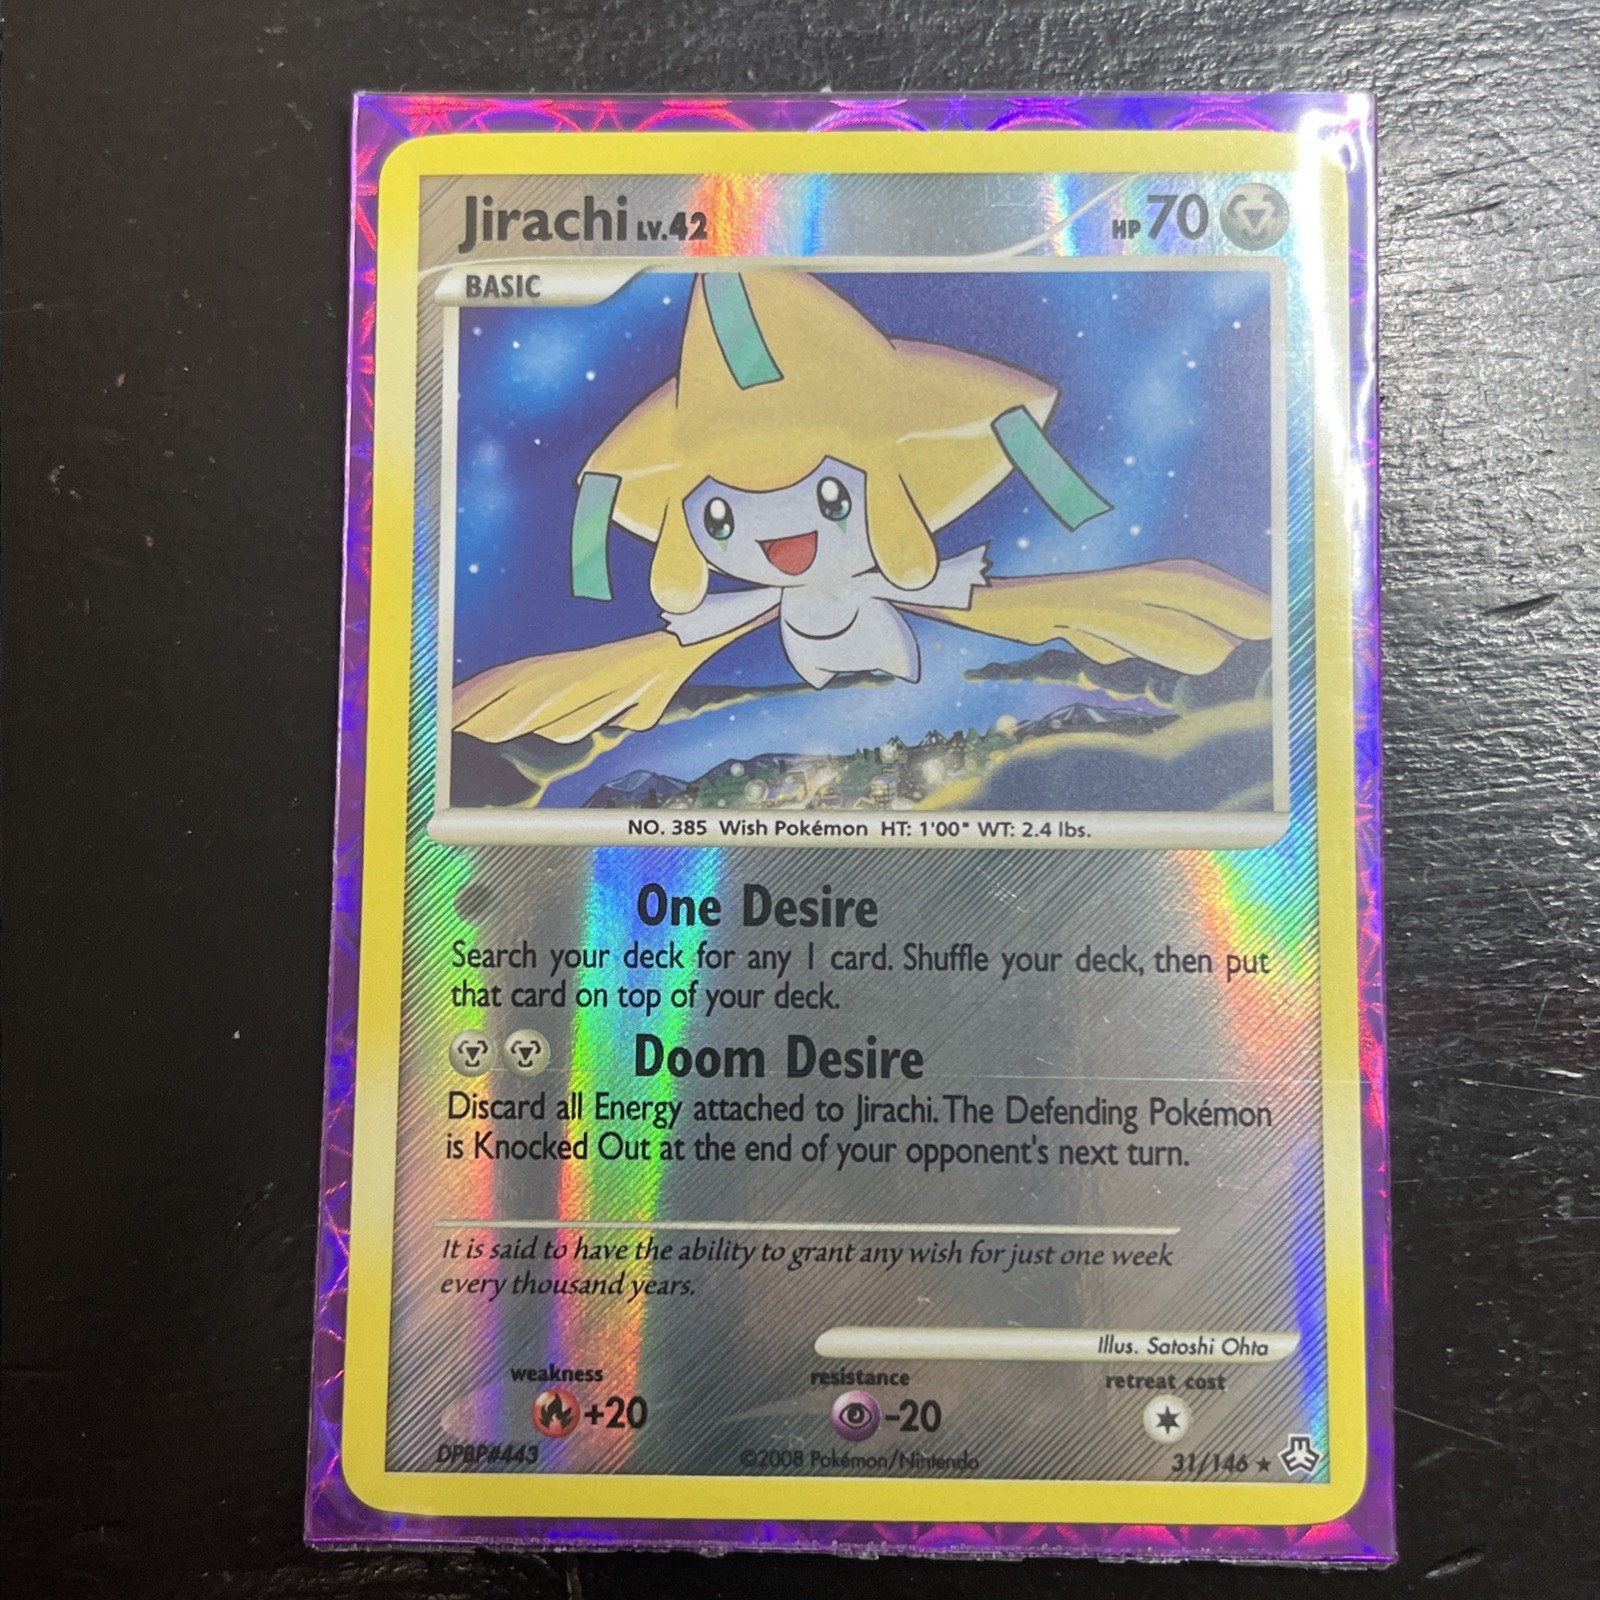 Jirachi LV.42 HP 70
BASIC
NO. 385 Wish Pokémon HT: 1'00" WT: 2.4 lbs.
One Desire
Search your deck for any 1 card. Shuffle your deck, then put
that card on top of your deck.
Doom Desire
Discard all Energy attached to Jirachi. The Defending Pokémon
is Knocked Out at the end of your opponent's next turn.
It is said to have the ability to grant any wish for just one week
every thousand years.
Illus. Satoshi Ohta
weakness resistance retreat cost
+20 -20
DPBP#443 ©2008 Pokémon/Nintendo 31/146 ★